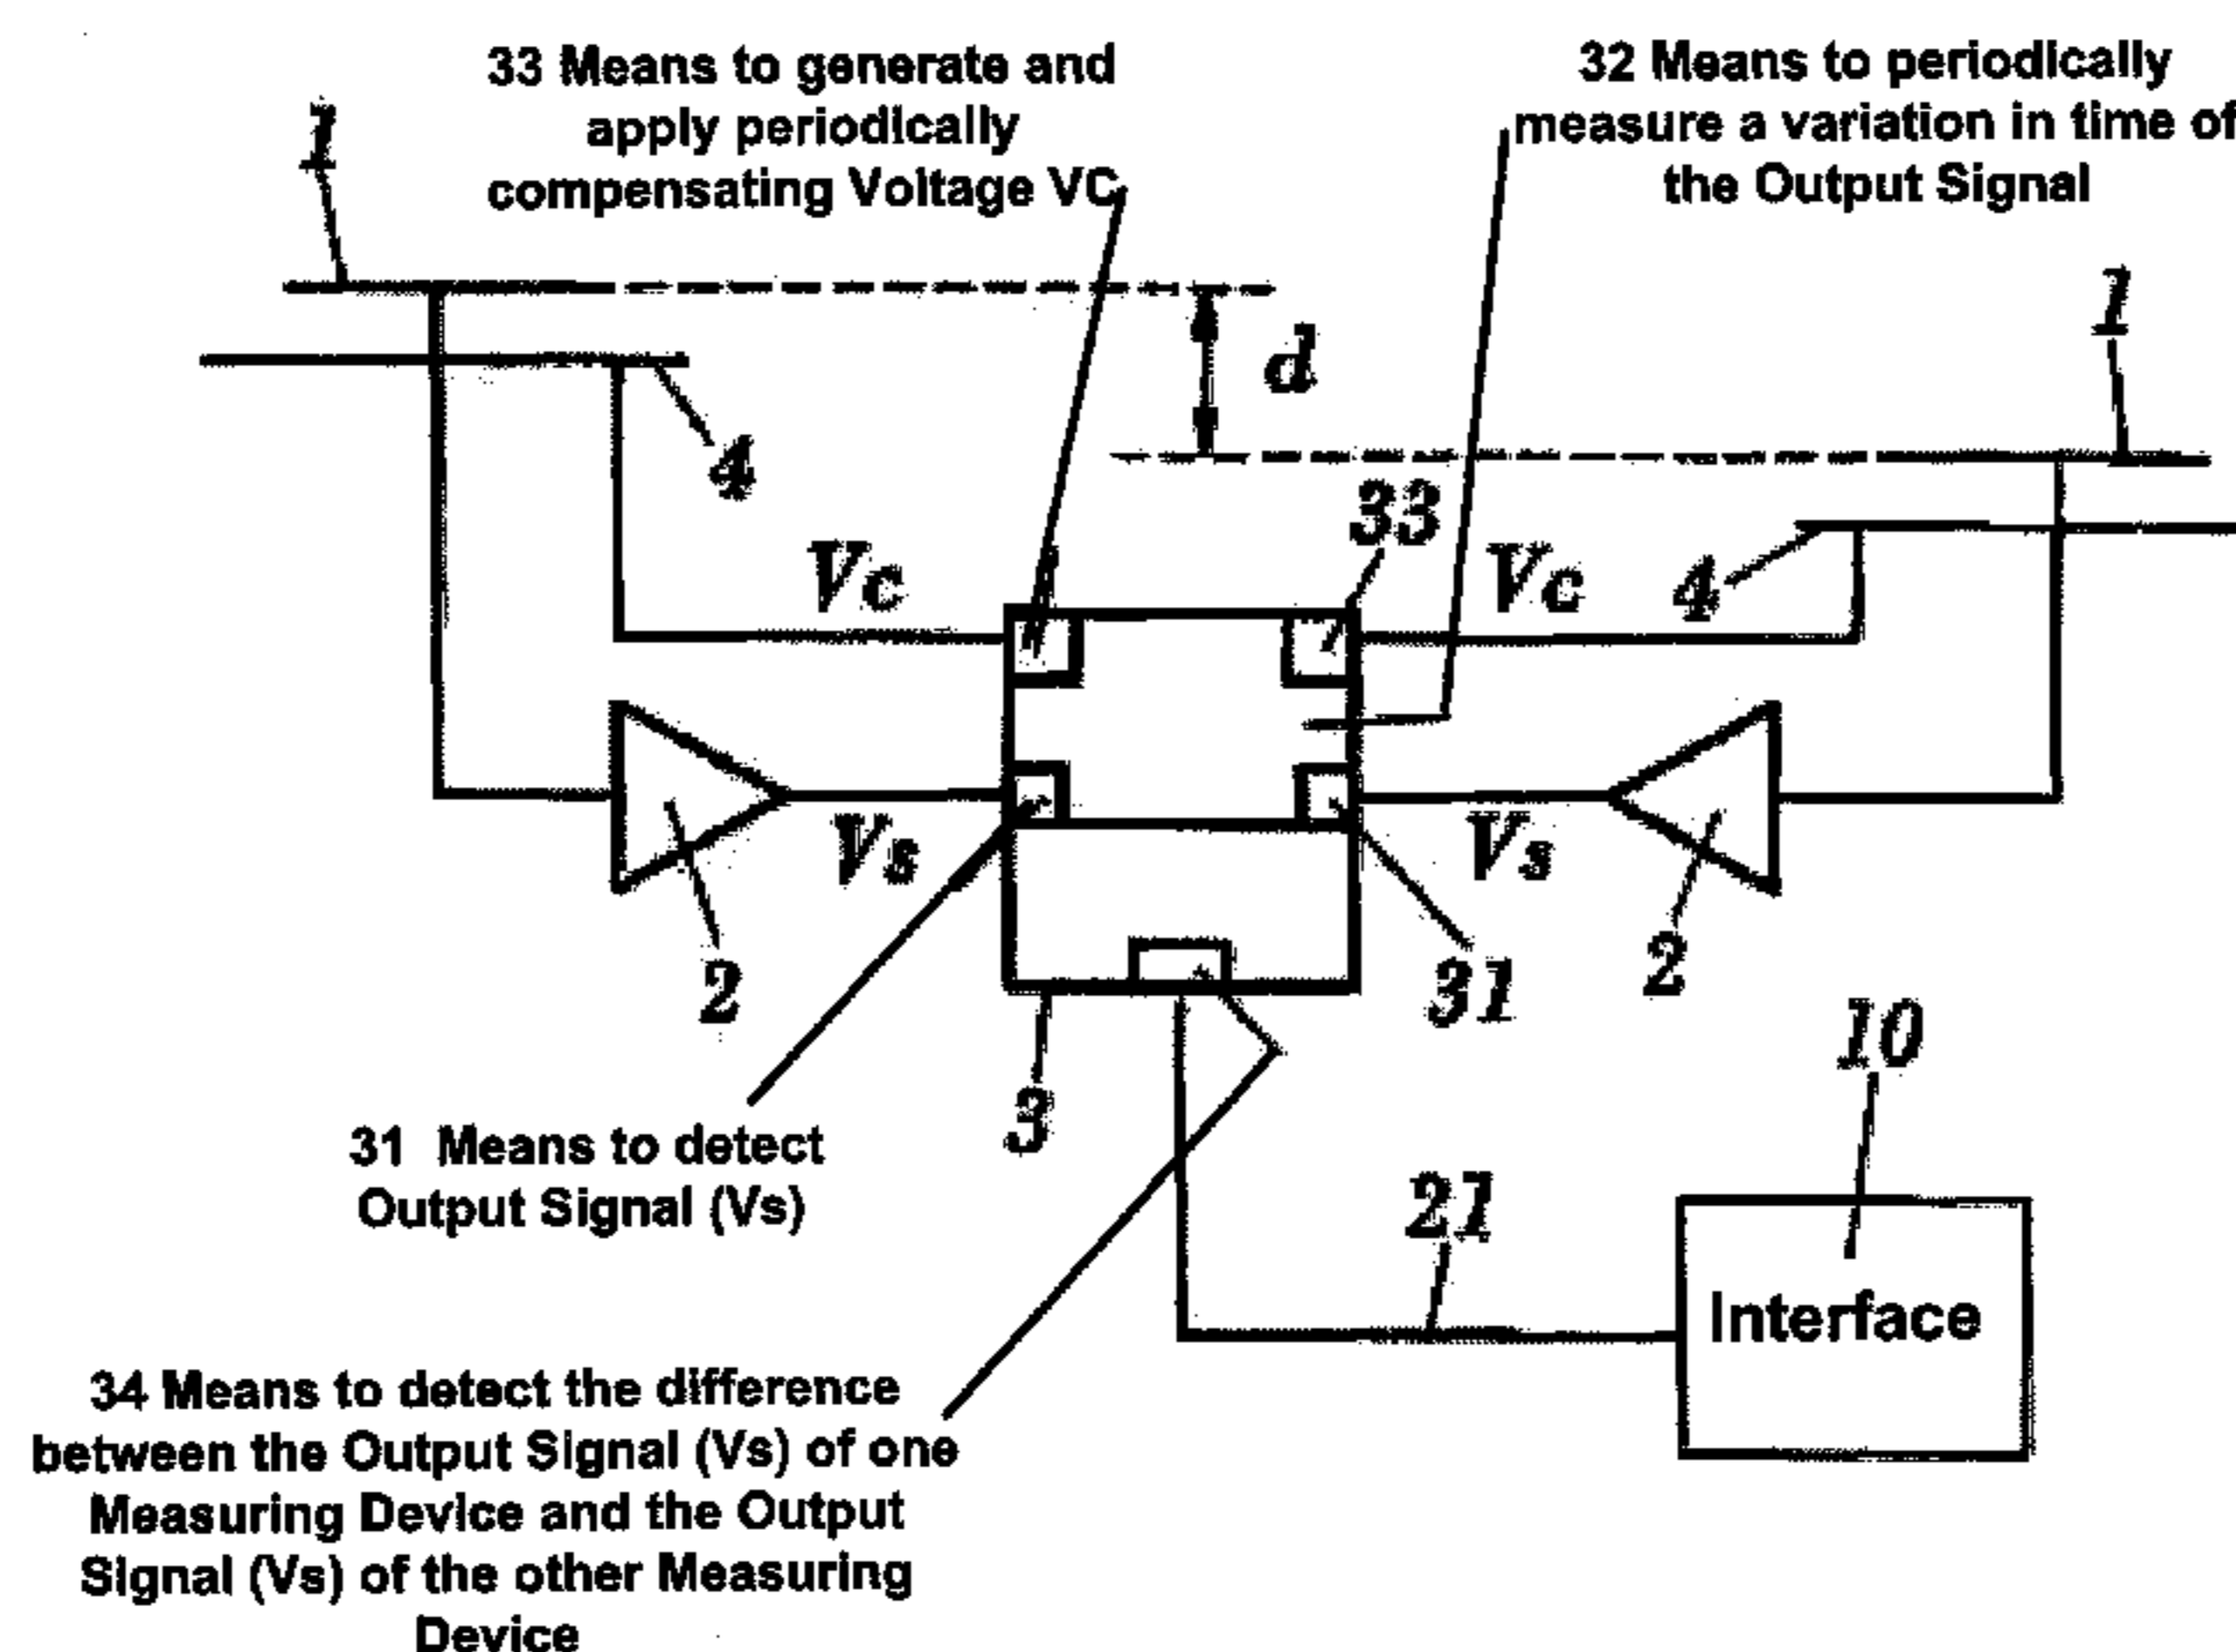 33 Means to generate and
apply periodically
compensating Voltage VC
32 Means to periodically
measure a variation in time of
the Output Signal
1
1
d
4
33
Vc
Vc
4
Vs
Vs
2
31
2
10
3
31 Means to detect
Output Signal (Vs)
21
Interface
34 Means to detect the difference
between the Output Signal (Vs) of one
Measuring Device and the Output
Signal (Vs) of the other Measuring
Device